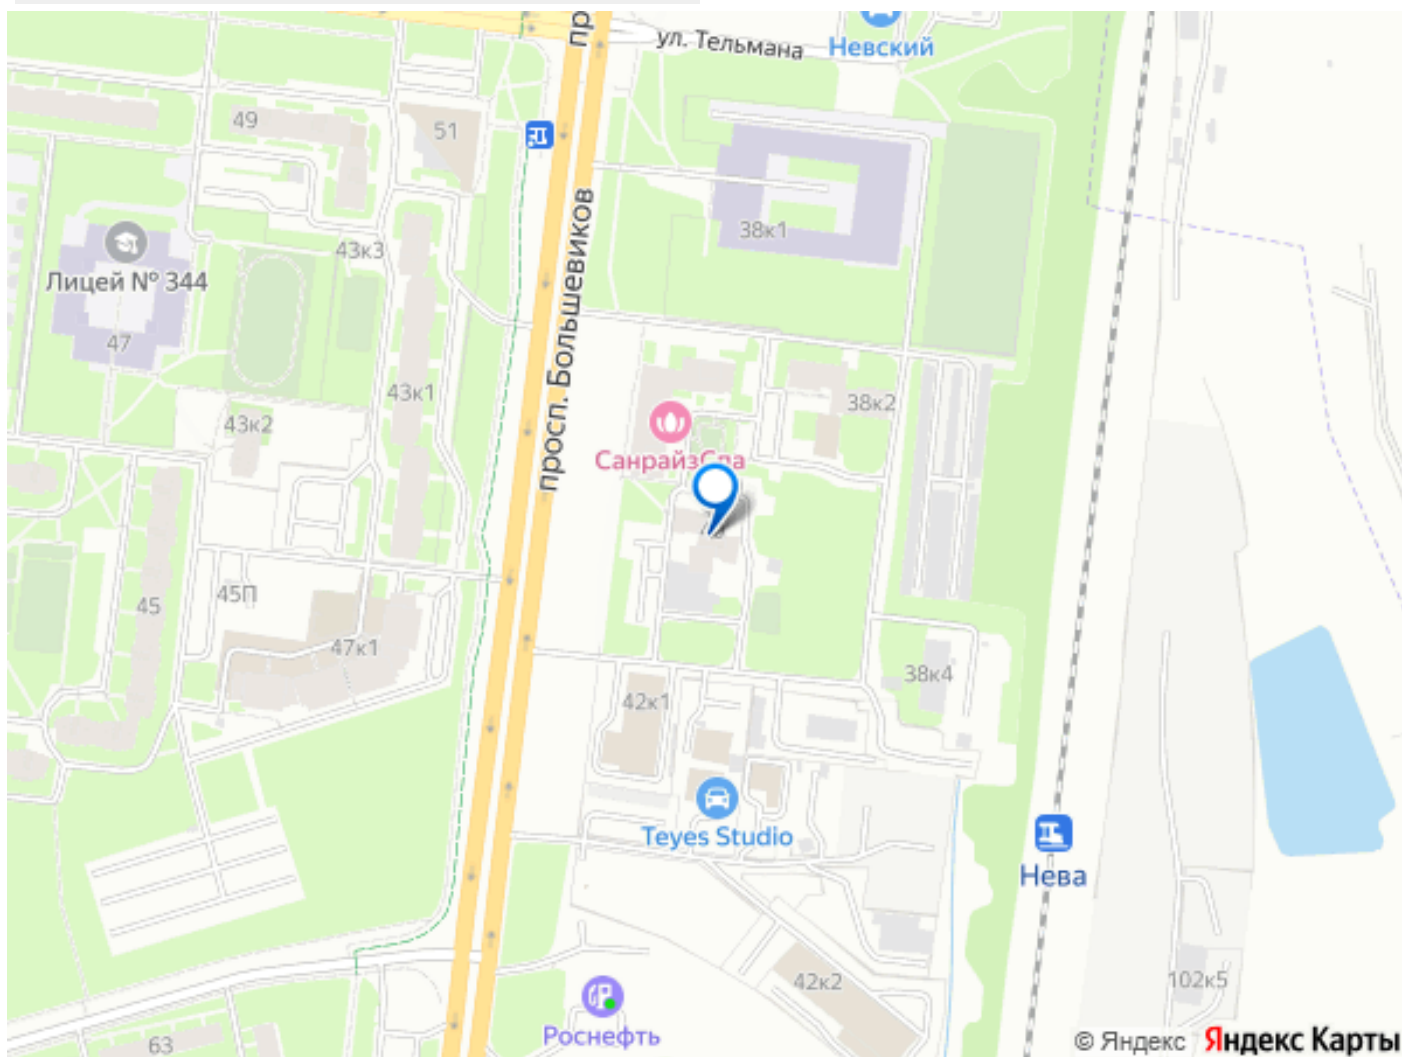 пр
ул. Тельмана
Невский
49
51
38к1
просп. Большевиков
43к3
Лицей № 344
47
43к1
38к2
43к2
СанрайзСпа
45П
45
47к1
38к4
42к1
Teyes Studio
Нева
42к2
102к5
Роснефть
63
© Яндекс Яндекс Карты